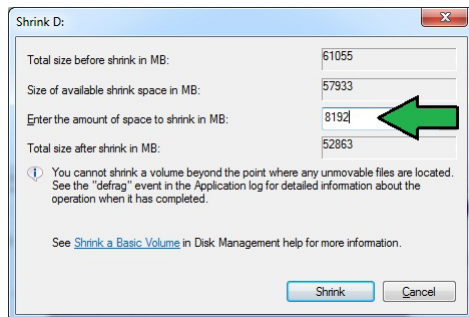 Shrink D:
Total size before shrink in MB: 61055
Size of available shrink space in MB: 57933
Enter the amount of space to shrink in MB: 8192
Total size after shrink in MB: 52863
You cannot shrink a volume beyond the point where any unmovable files are located.
See the "defrag" event in the Application log for detailed information about the
operation when it has completed.
See Shrink a Basic Volume in Disk Management help for more information.
Shrink Cancel